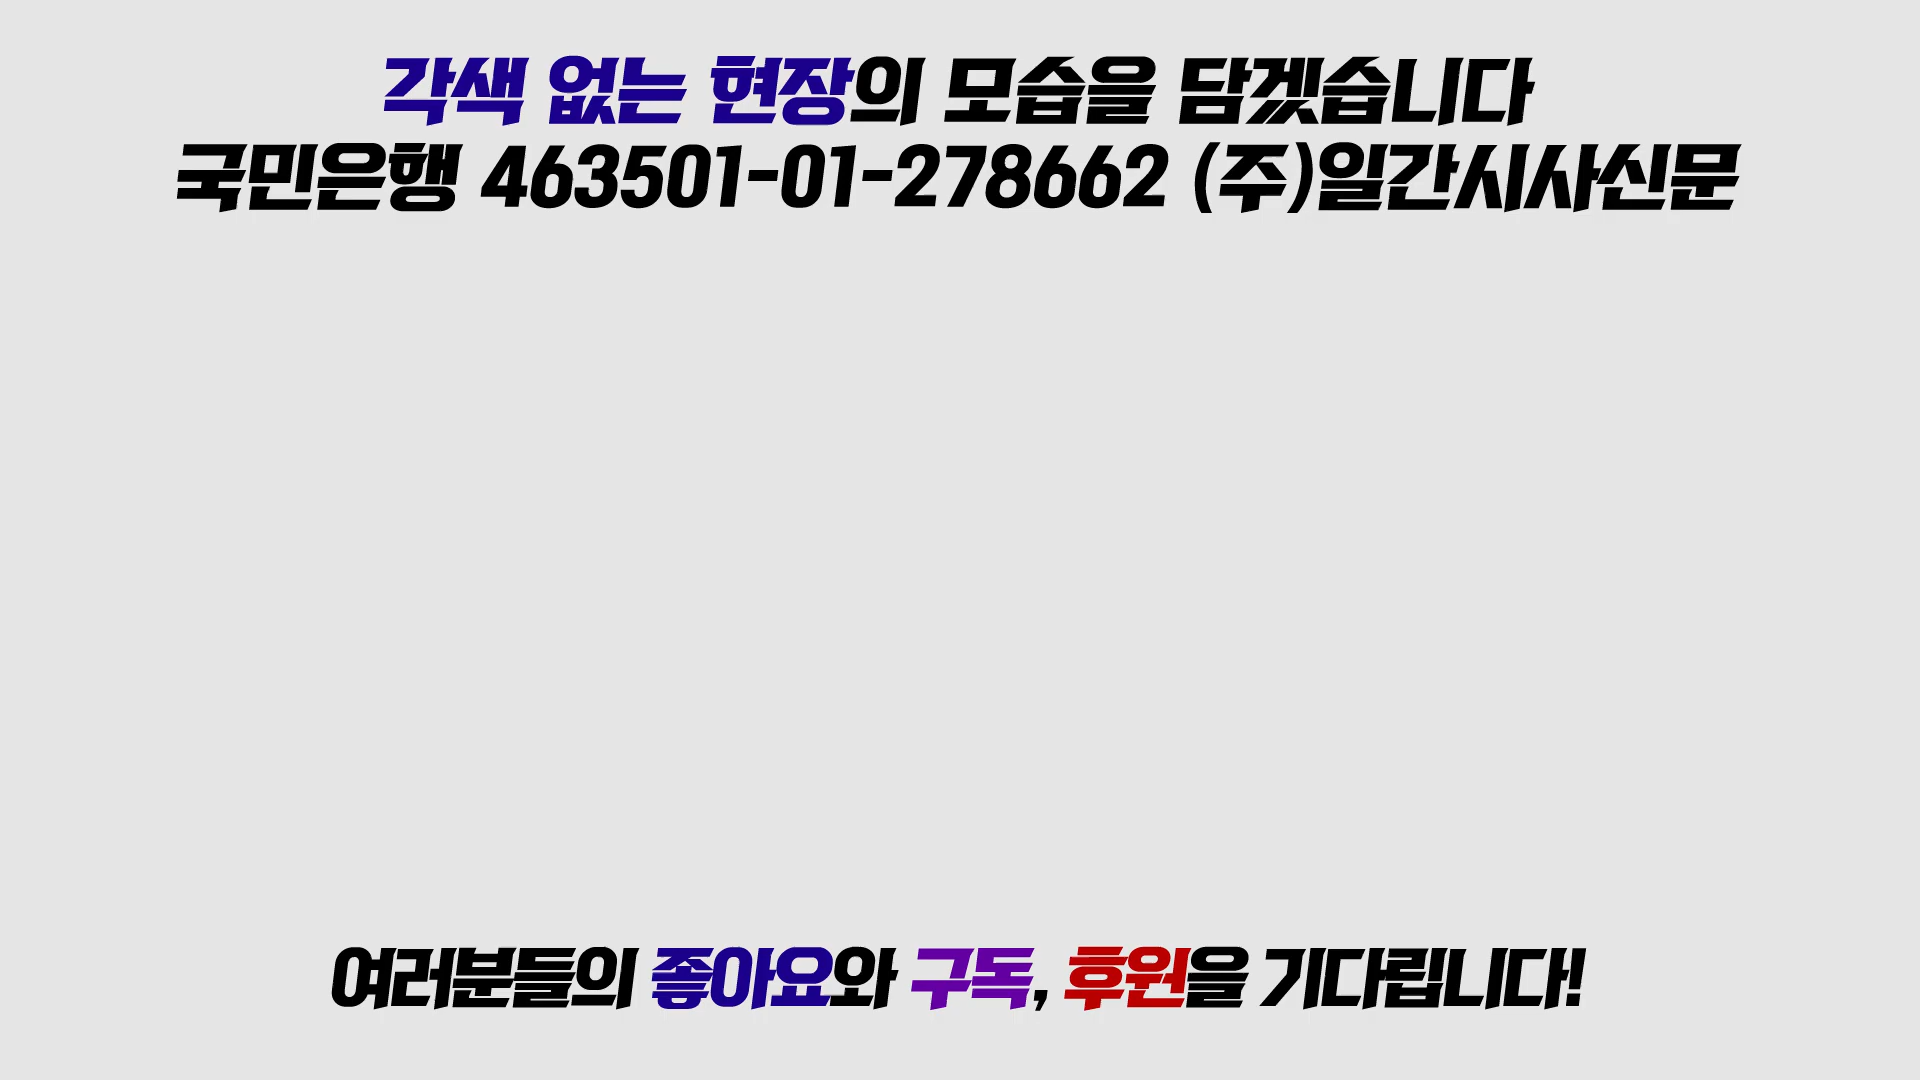 각색 없는 현장의 모습을 담겠습니다
국민은행 463501-01-278662 (주)일간시사신문
여러분들의 좋아요와 구독, 후원을 기다립니다!